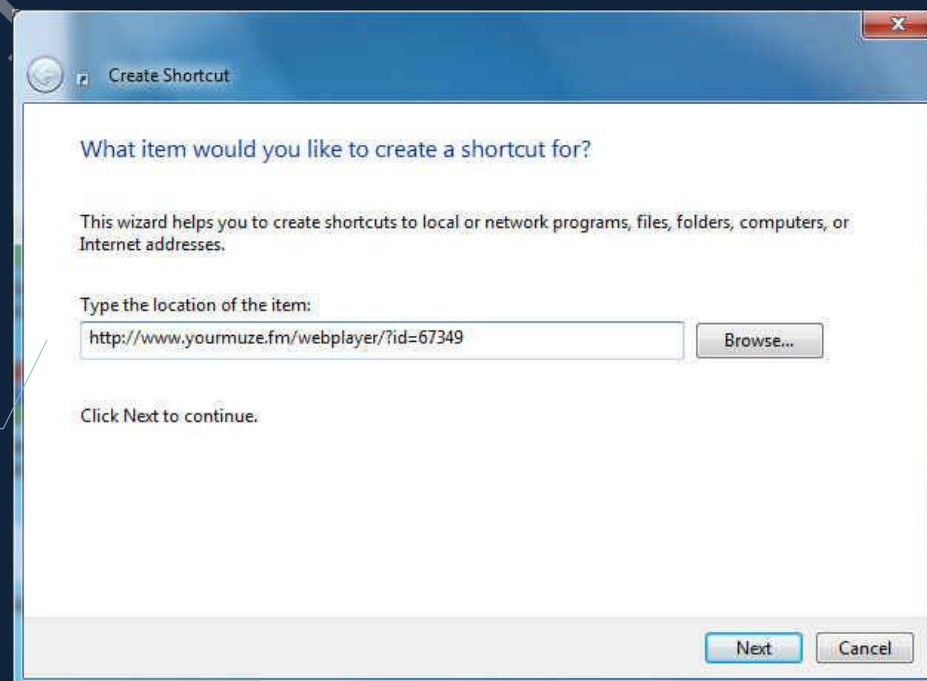 Create Shortcut
What item would you like to create a shortcut for?
This wizard helps you to create shortcuts to local or network programs, files, folders, computers, or
Internet addresses.
Type the location of the item:
http://www.yourmuze.fm/webplayer/?id=67349
Browse...
Click Next to continue.
Next
Cancel